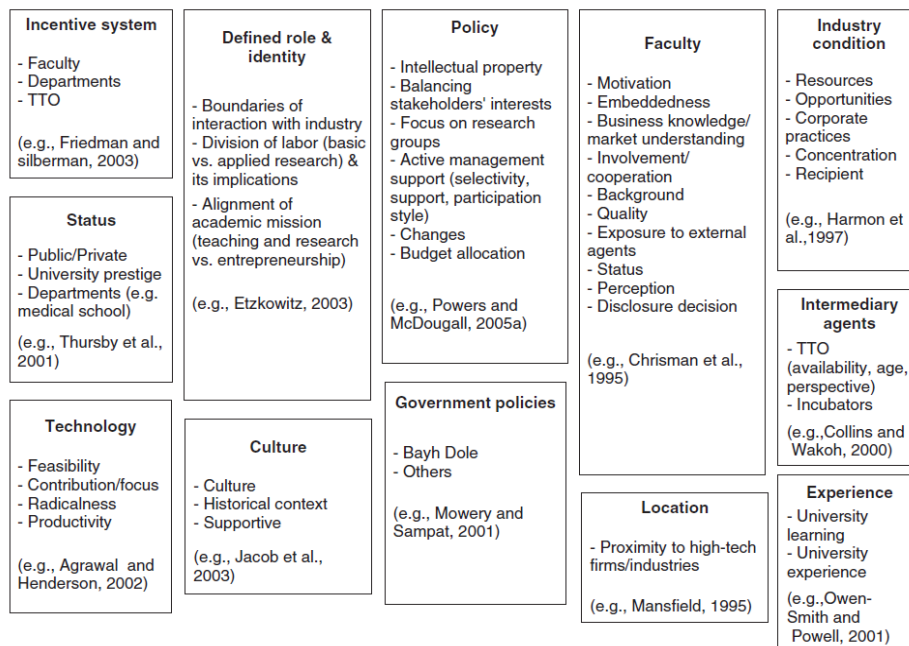 Incentive system
- Faculty
- Departments
- TTO
(e.g., Friedman and
silberman, 2003)
Status
- Public/Private
- University prestige
- Departments (e.g.
medical school)
(e.g., Thursby et al.,
2001)
Technology
- Feasibility
- Contribution/focus
- Radicalness
- Productivity
(e.g., Agrawal and
Henderson, 2002)
Defined role &
identity
- Boundaries of
interaction with industry
- Division of labor (basic
vs. applied research) &
its implications
- Alignment of
academic mission
(teaching and research
vs. entrepreneurship)
(e.g., Etzkowitz, 2003)
Culture
- Culture
- Historical context
- Supportive
(e.g., Jacob et al.,
2003)
Policy
- Intellectual property
- Balancing
stakeholders' interests
- Focus on research
groups
- Active management
support (selectivity,
support, participation
style)
- Changes
- Budget allocation
(e.g., Powers and
McDougall, 2005a)
Government policies
- Bayh Dole
- Others
(e.g., Mowery and
Sampat, 2001)
Faculty
- Motivation
- Embeddedness
- Business knowledge/
market understanding
- Involvement/
cooperation
- Background
- Quality
- Exposure to external
agents
- Status
- Perception
- Disclosure decision
(e.g., Chrisman et al.,
1995)
Location
- Proximity to high-tech
firms/industries
(e.g., Mansfield, 1995)
Industry
condition
- Resources
- Opportunities
- Corporate
practices
- Concentration
- Recipient
(e.g., Harmon et
al.,1997)
Intermediary
agents
- TTO
(availability, age,
perspective)
- Incubators
(e.g.,Collins and
Wakoh, 2000)
Experience
- University
learning
- University
experience
(e.g.,Owen-
Smith and
Powell, 2001)